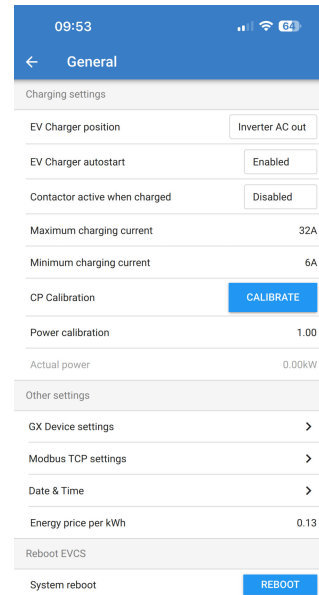 09:53
64
General
Charging settings
EV Charger position Inverter AC out
EV Charger autostart Enabled
Contactor active when charged Disabled
Maximum charging current 32A
Minimum charging current 6A
CP Calibration CALIBRATE
Power calibration 1.00
Actual power 0.00kW
Other settings
GX Device settings
Modbus TCP settings
Date & Time
Energy price per kWh 0.13
Reboot EVCS
System reboot REBOOT